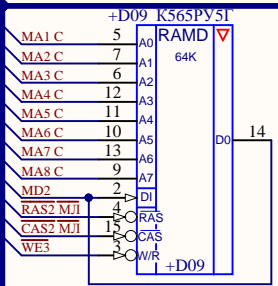 +D09 К565РУ5Г
MA1 C 5 A0 RAMD
MA2 C 7 A1 64K
MA3 C 6 A2
MA4 C 12 A3
MA5 C 11 A4
MA6 C 10 A5 D0 14
MA7 C 13 A6
MA8 C 9 A7
MD2 2 DI
RAS2 МЛ 4 RAS
CAS2 МЛ 15 CAS
WE3 3 W/R
+D09